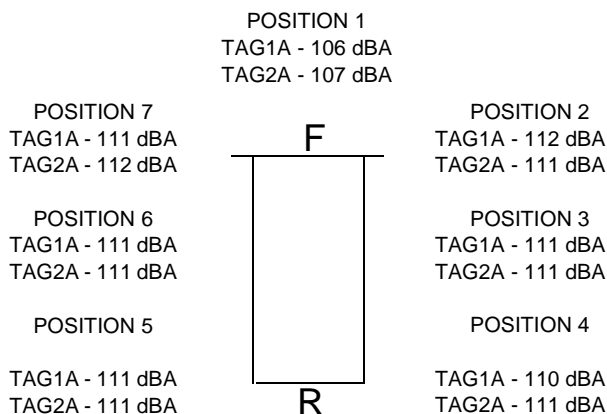 POSITION 1
TAG1A - 106 dBA
TAG2A - 107 dBA
POSITION 7
TAG1A - 111 dBA
TAG2A - 112 dBA
F
POSITION 2
TAG1A - 112 dBA
TAG2A - 111 dBA
POSITION 6
TAG1A - 111 dBA
TAG2A - 111 dBA
POSITION 3
TAG1A - 111 dBA
TAG2A - 111 dBA
POSITION 5
TAG1A - 111 dBA
TAG2A - 111 dBA
R
POSITION 4
TAG1A - 110 dBA
TAG2A - 111 dBA